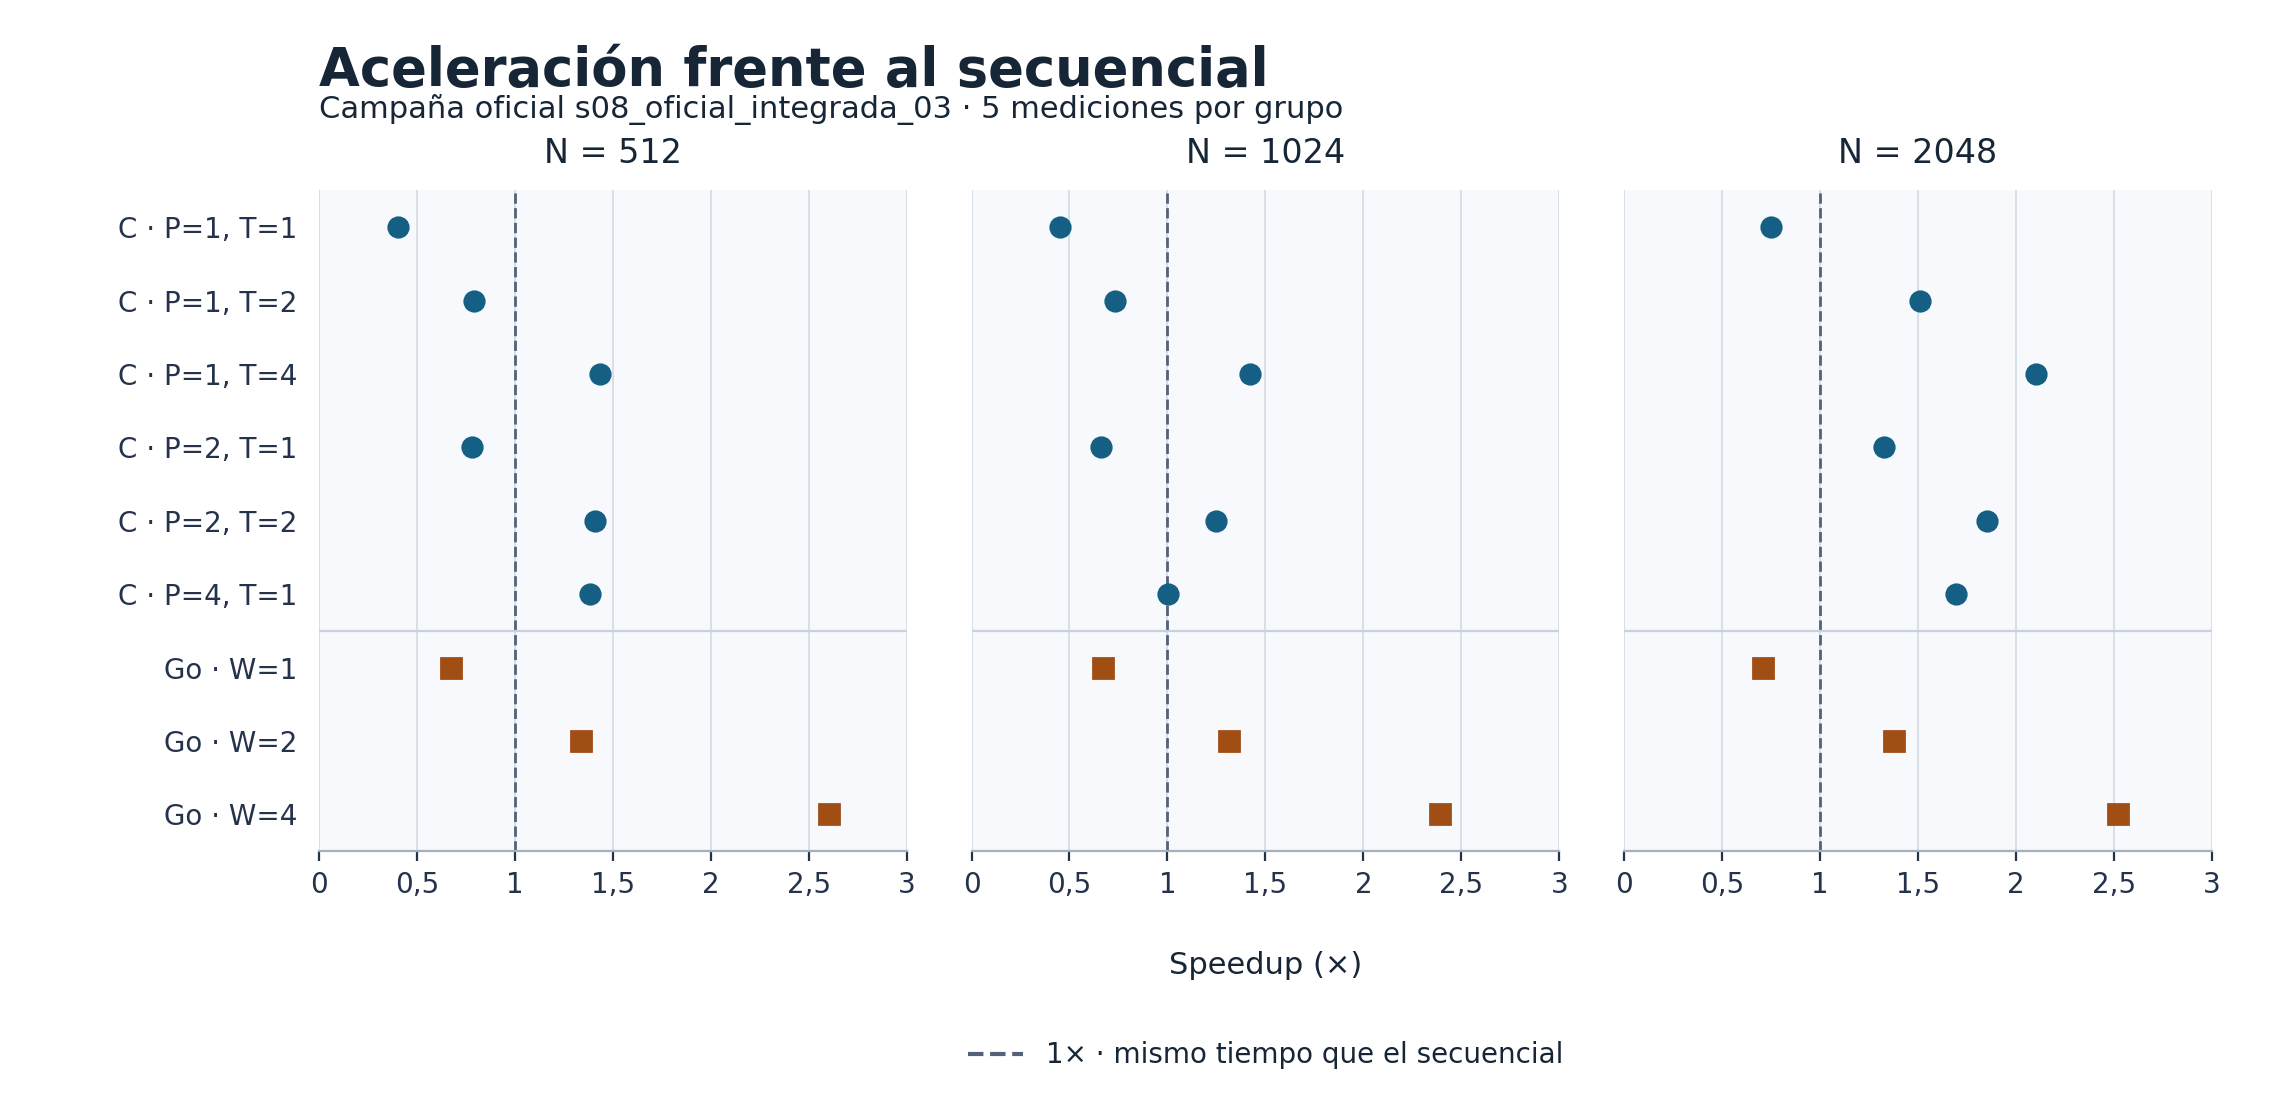 Aceleración frente al secuencial
Campaña oficial s08_oficial_integrada_03 · 5 mediciones por grupo
N = 512
N = 1024
N = 2048
C · P=1, T=1
C · P=1, T=2
C · P=1, T=4
C · P=2, T=1
C · P=2, T=2
C · P=4, T=1
Go · W=1
Go · W=2
Go · W=4
0 0,5 1 1,5 2 2,5 3
0 0,5 1 1,5 2 2,5 3
0 0,5 1 1,5 2 2,5 3
Speedup (×)
1× · mismo tiempo que el secuencial